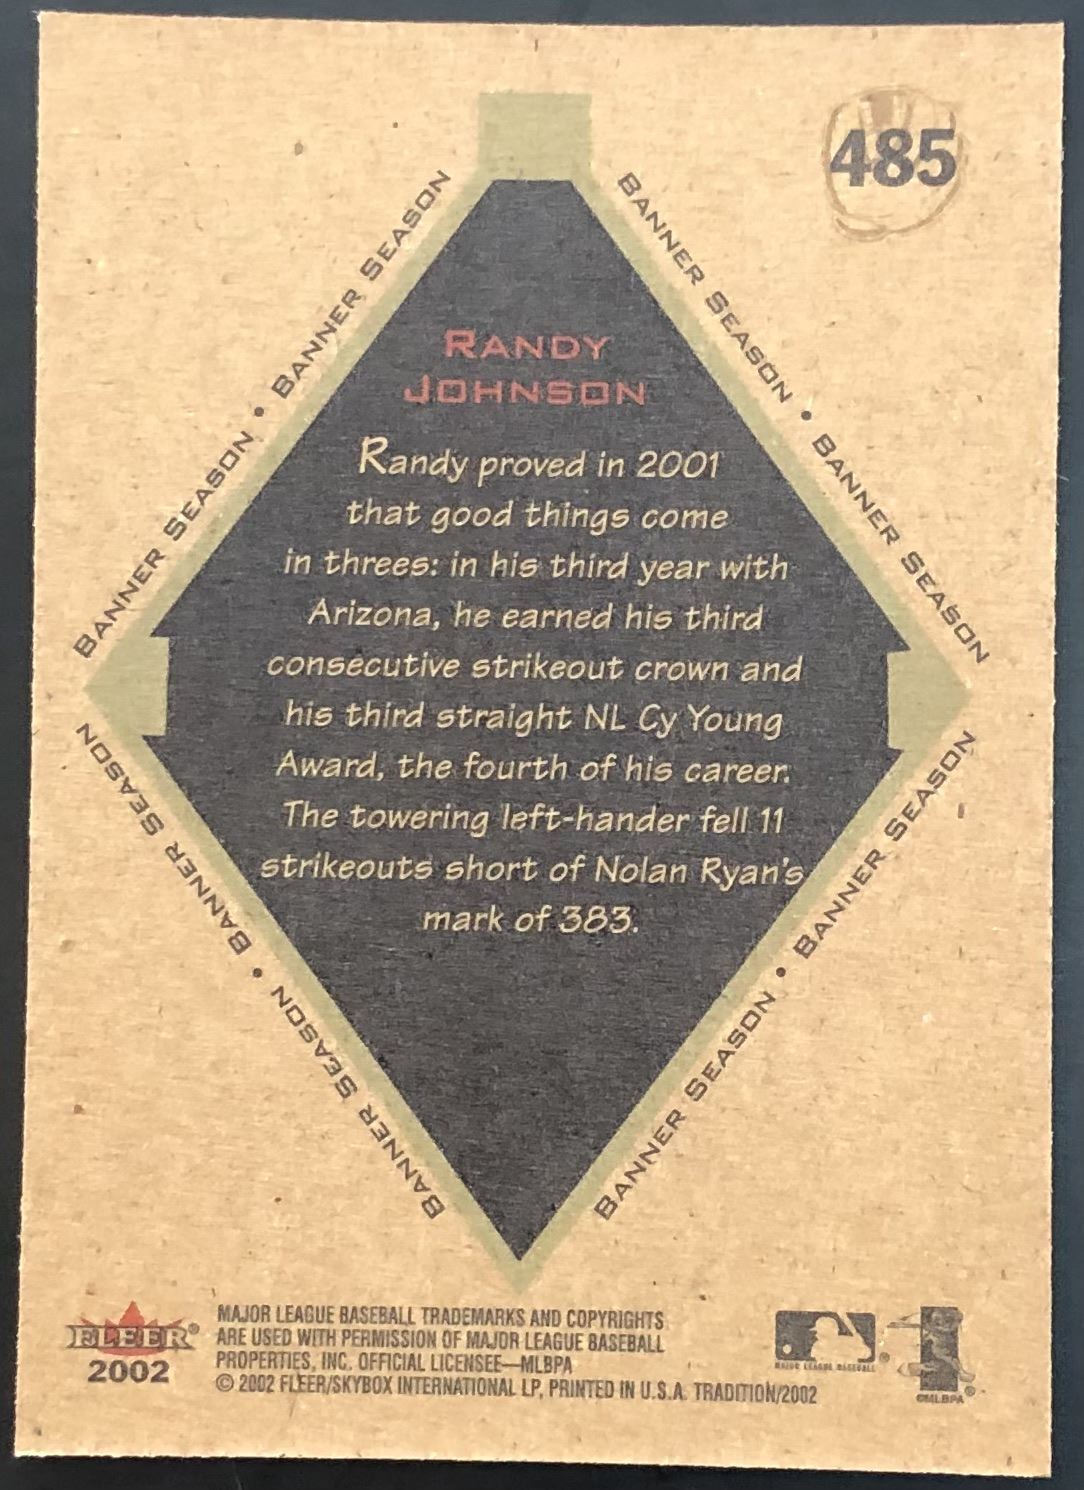 485
BANNER SEASON • BANNER SEASON
BANNER SEASON • BANNER SEASON
RANDY
JOHNSON
Randy proved in 2001
that good things come
in threes: in his third year with
Arizona, he earned his third
consecutive strikeout crown and
his third straight NL Cy Young
Award, the fourth of his career.
The towering left-hander fell 11
strikeouts short of Nolan Ryan's
mark of 383.
BANNER SEASON • BANNER SEASON
BANNER SEASON • BANNER SEASON
FLEER®
2002
MAJOR LEAGUE BASEBALL TRADEMARKS AND COPYRIGHTS
ARE USED WITH PERMISSION OF MAJOR LEAGUE BASEBALL
PROPERTIES, INC. OFFICIAL LICENSEE—MLBPA
© 2002 FLEER/SKYBOX INTERNATIONAL LP, PRINTED IN U.S.A. TRADITION/2002
MAJOR LEAGUE BASEBALL ®
©MLBPA ®